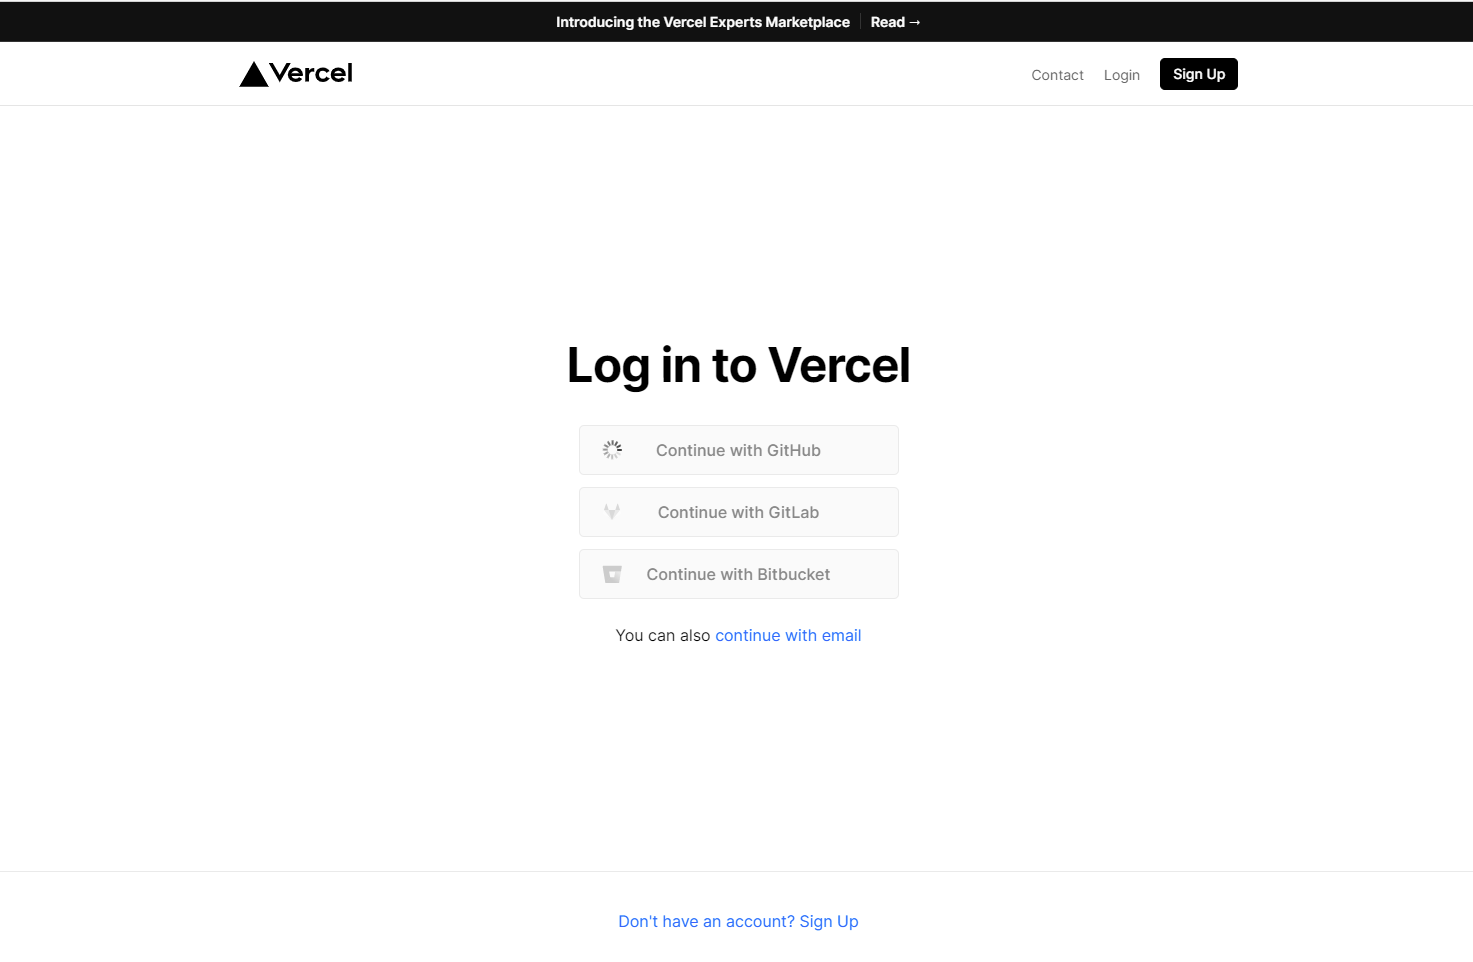 Introducing the Vercel Experts Marketplace Read →
Vercel Contact Login Sign Up
Log in to Vercel
Continue with GitHub
Continue with GitLab
Continue with Bitbucket
You can also continue with email
Don't have an account? Sign Up